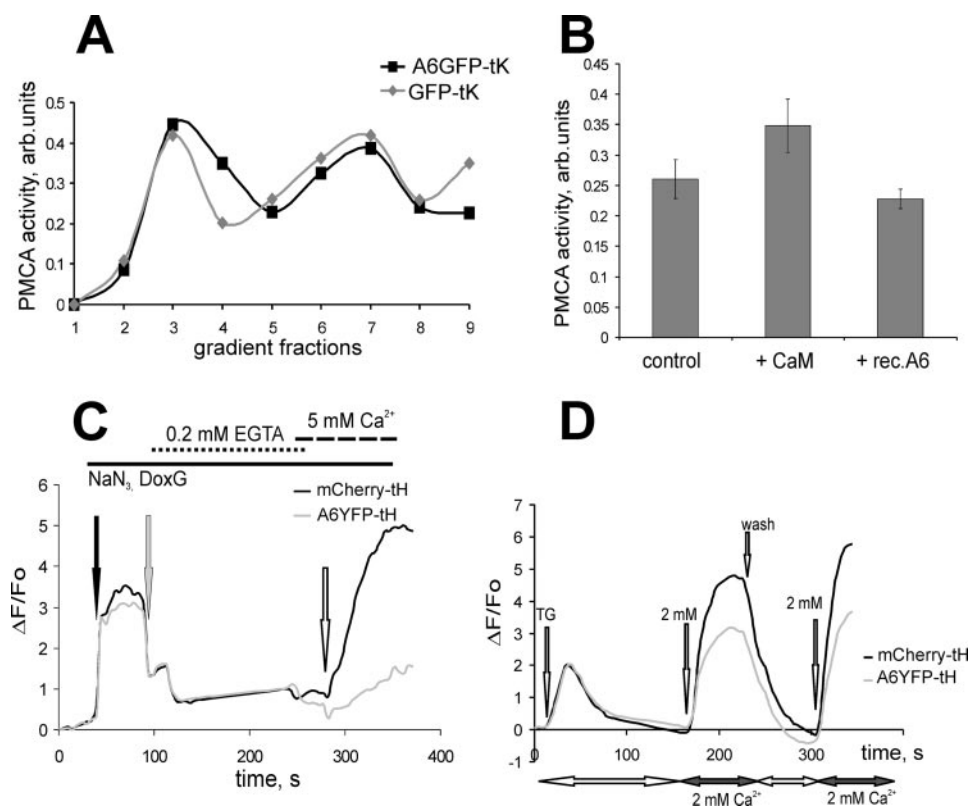 A
A6GFP-tK
GFP-tK
PMCA activity, arb.units
0.5
0.4
0.3
0.2
0.1
0
1 2 3 4 5 6 7 8 9
gradient fractions
B
PMCA activity, arb.units
0.45
0.4
0.35
0.3
0.25
0.2
0.15
0.1
0.05
0
control + CaM + rec.A6
C
5 mM Ca²⁺
0.2 mM EGTA
NaN₃, DoxG
mCherry-tH
A6YFP-tH
ΔF/Fo
6
5
4
3
2
1
0
0 100 200 300 400
time, s
D
wash
TG
2 mM
2 mM
mCherry-tH
A6YFP-tH
ΔF/Fo
7
6
5
4
3
2
1
0
-1
100 200 300 time, s
2 mM Ca²⁺ 2 mM Ca²⁺